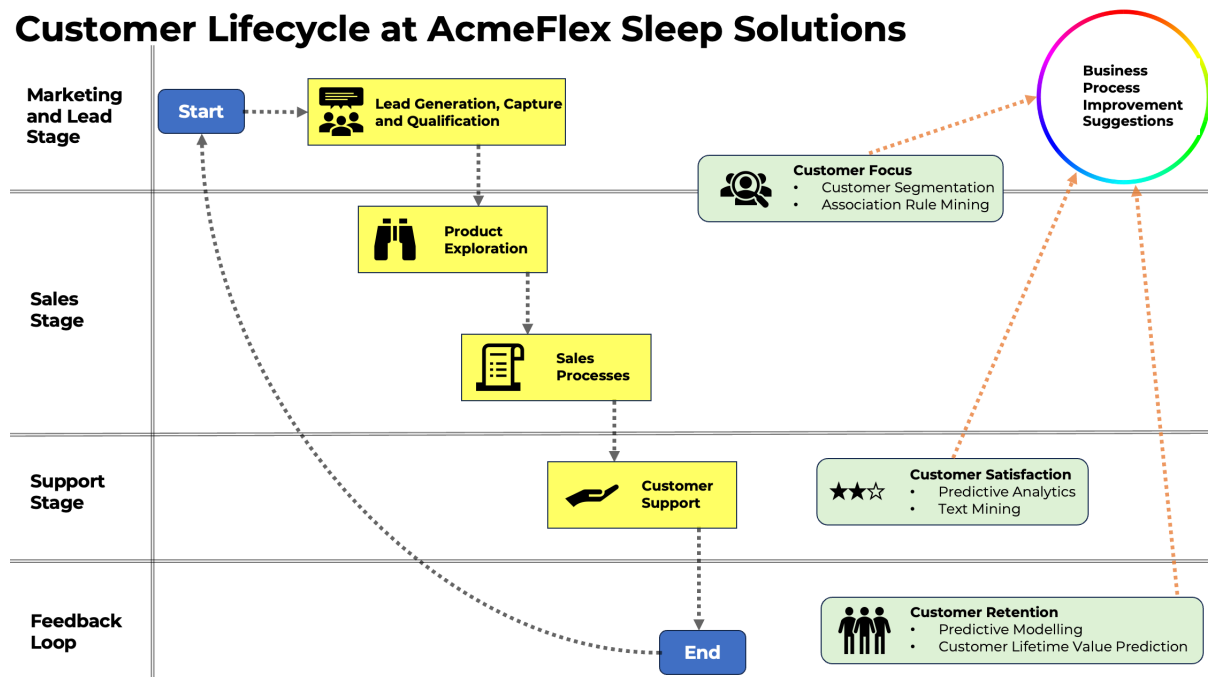 Customer Lifecycle at AcmeFlex Sleep Solutions
Marketing
and Lead
Stage
Start
Lead Generation, Capture
and Qualification
Business
Process
Improvement
Suggestions
Customer Focus
• Customer Segmentation
• Association Rule Mining
Sales
Stage
Product
Exploration
Sales
Processes
Support
Stage
Customer
Support
Customer Satisfaction
• Predictive Analytics
• Text Mining
Feedback
Loop
End
Customer Retention
• Predictive Modelling
• Customer Lifetime Value Prediction